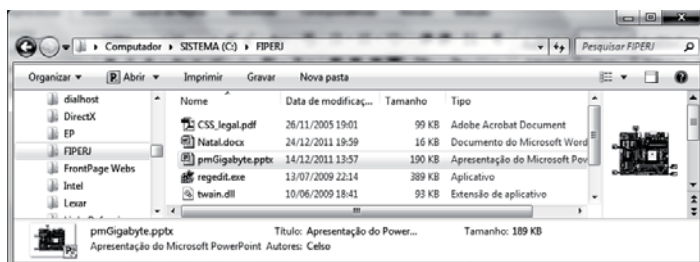 Computador ▸ SISTEMA (C:) ▸ FIPERJ
Pesquisar FIPERJ
Organizar Abrir Imprimir Gravar Nova pasta
dialhost
DirectX
EP
FIPERJ
FrontPage Webs
Intel
Lexar
Nome Data de modificaç... Tamanho Tipo
CSS_legal.pdf 26/11/2005 19:01 99 KB Adobe Acrobat Document
Natal.docx 24/12/2011 19:59 16 KB Documento do Microsoft Word
pmGigabyte.pptx 14/12/2011 13:57 190 KB Apresentação do Microsoft Pov
regedit.exe 13/07/2009 22:14 389 KB Aplicativo
twain.dll 10/06/2009 18:41 93 KB Extensão de aplicativo
pmGigabyte.pptx Título: Apresentação do Power... Tamanho: 189 KB
Apresentação do Microsoft PowerPoint Autores: Celso